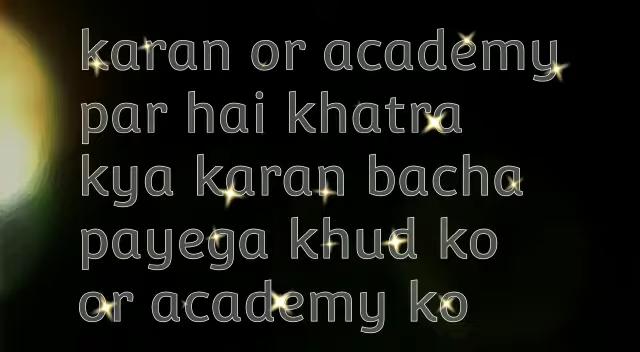 karan or academy
par hai khatra
kya karan bacha
payega khud ko
or academy ko